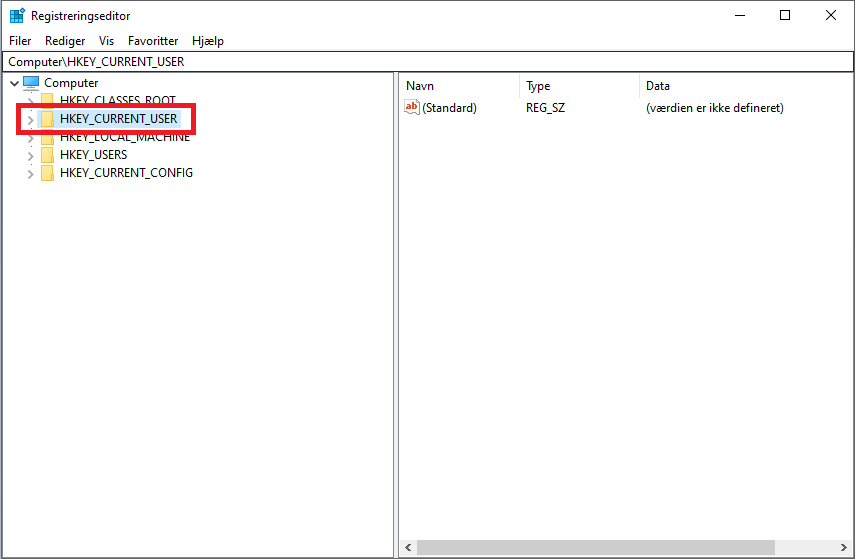 Registreringseditor
Filer Rediger Vis Favoritter Hjælp
Computer\HKEY_CURRENT_USER
Computer
HKEY_CLASSES_ROOT
HKEY_CURRENT_USER
HKEY_LOCAL_MACHINE
HKEY_USERS
HKEY_CURRENT_CONFIG
Navn Type Data
ab (Standard) REG_SZ (værdien er ikke defineret)